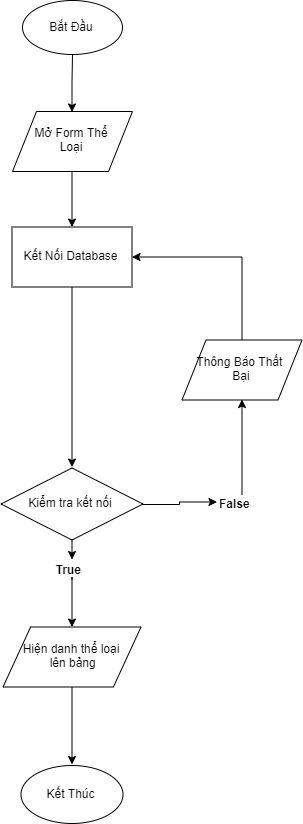 Bắt Đầu
Mở Form Thể
Loại
Kết Nối Database
Thông Báo Thất
Bại
Kiểm tra kết nối
False
True
Hiện danh thể loại
lên bảng
Kết Thúc